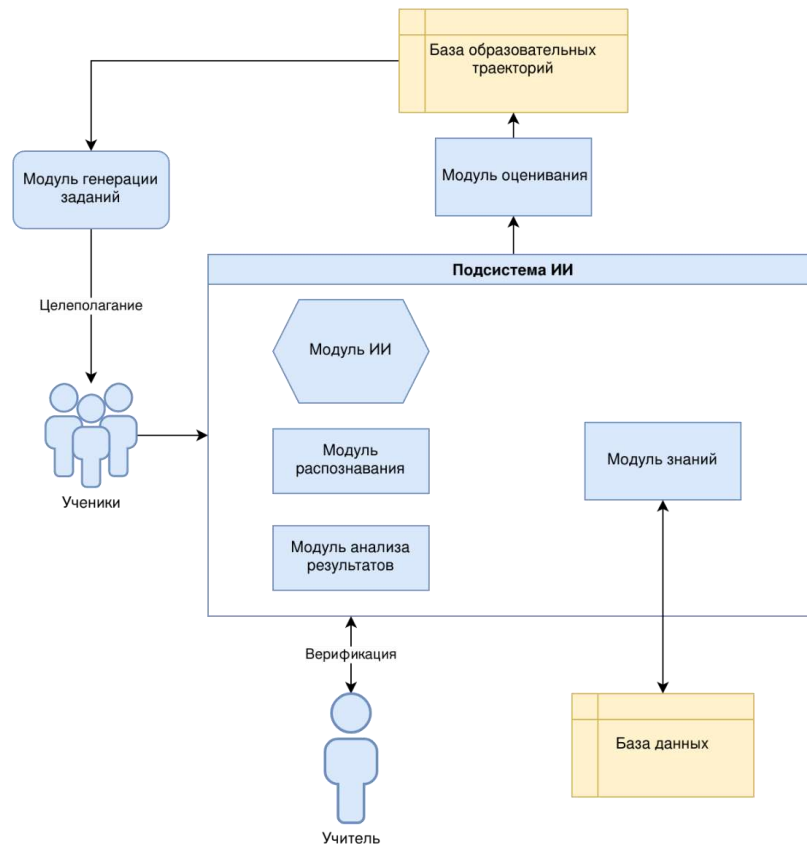 База образовательных
траекторий
Модуль оценивания
Модуль генерации
заданий
Подсистема ИИ
Целеполагание
Модуль ИИ
Модуль
распознавания
Модуль знаний
Ученики
Модуль анализа
результатов
Верификация
База данных
Учитель